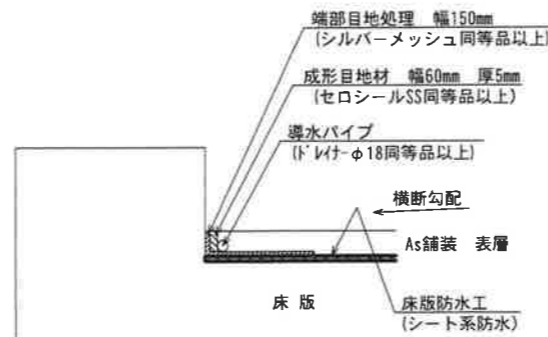 端部目地処理 幅150mm
(シルバーメッシュ同等品以上)
成形目地材 幅60mm 厚5mm
(セロシールSS同等品以上)
導水パイプ
(ﾄﾞﾚｲﾅｰφ18同等品以上)
横断勾配
As舗装 表層
床 版
床版防水工
(シート系防水)